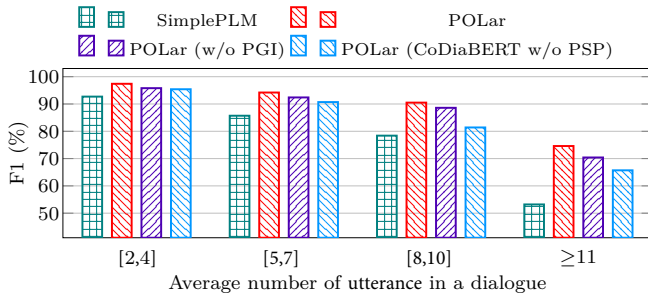 SimplePLM POLar
POLar (w/o PGI) POLar (CoDiaBERT w/o PSP)
100
90
80
70
60
50
F1 (%)
[2,4] [5,7] [8,10] ≥11
Average number of utterance in a dialogue